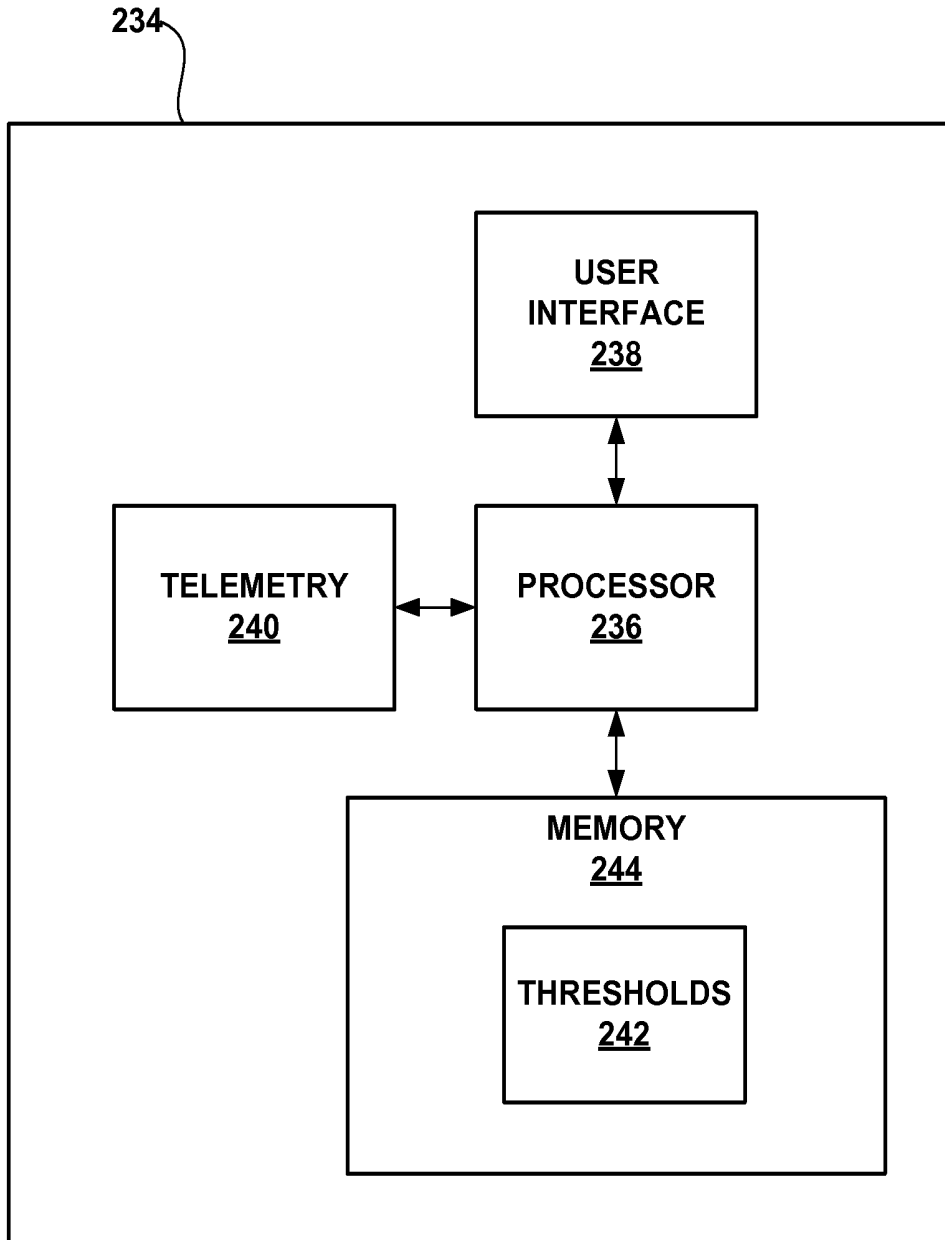 234
USER
INTERFACE
238
TELEMETRY
240
PROCESSOR
236
MEMORY
244
THRESHOLDS
242